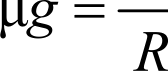 μg = — R